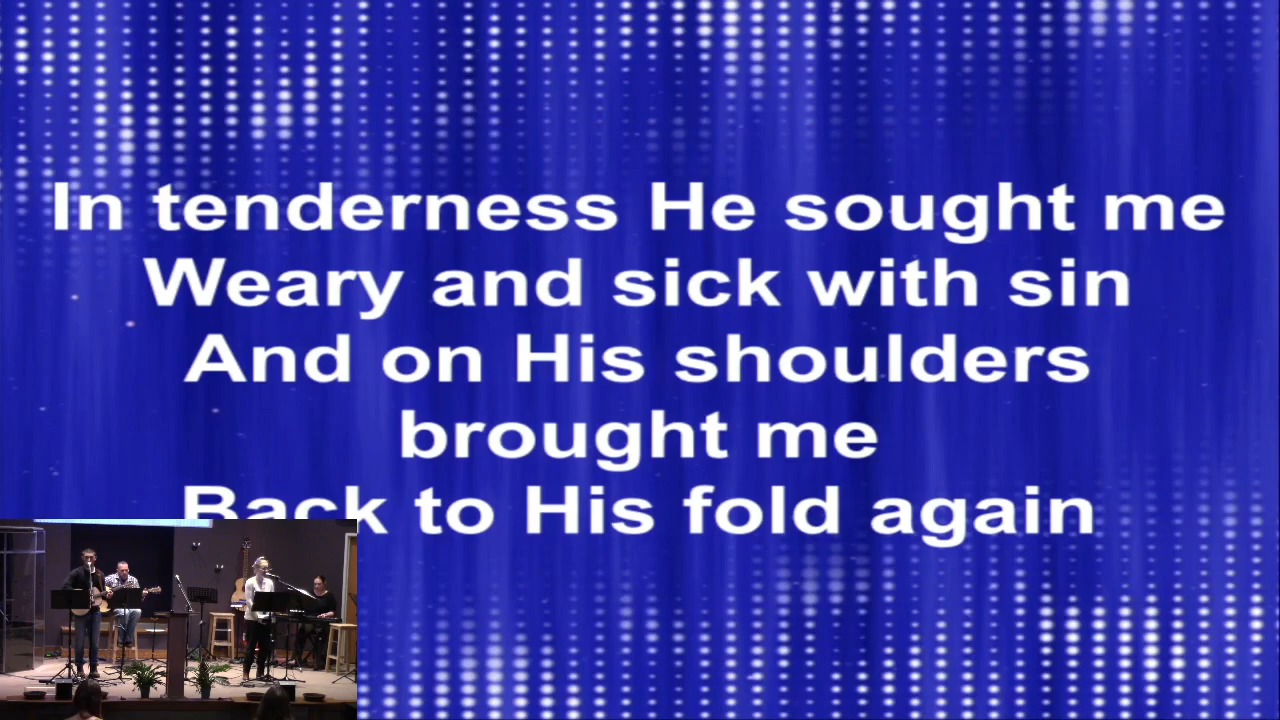 In tenderness He sought me
Weary and sick with sin
And on His shoulders
brought me
Back to His fold again